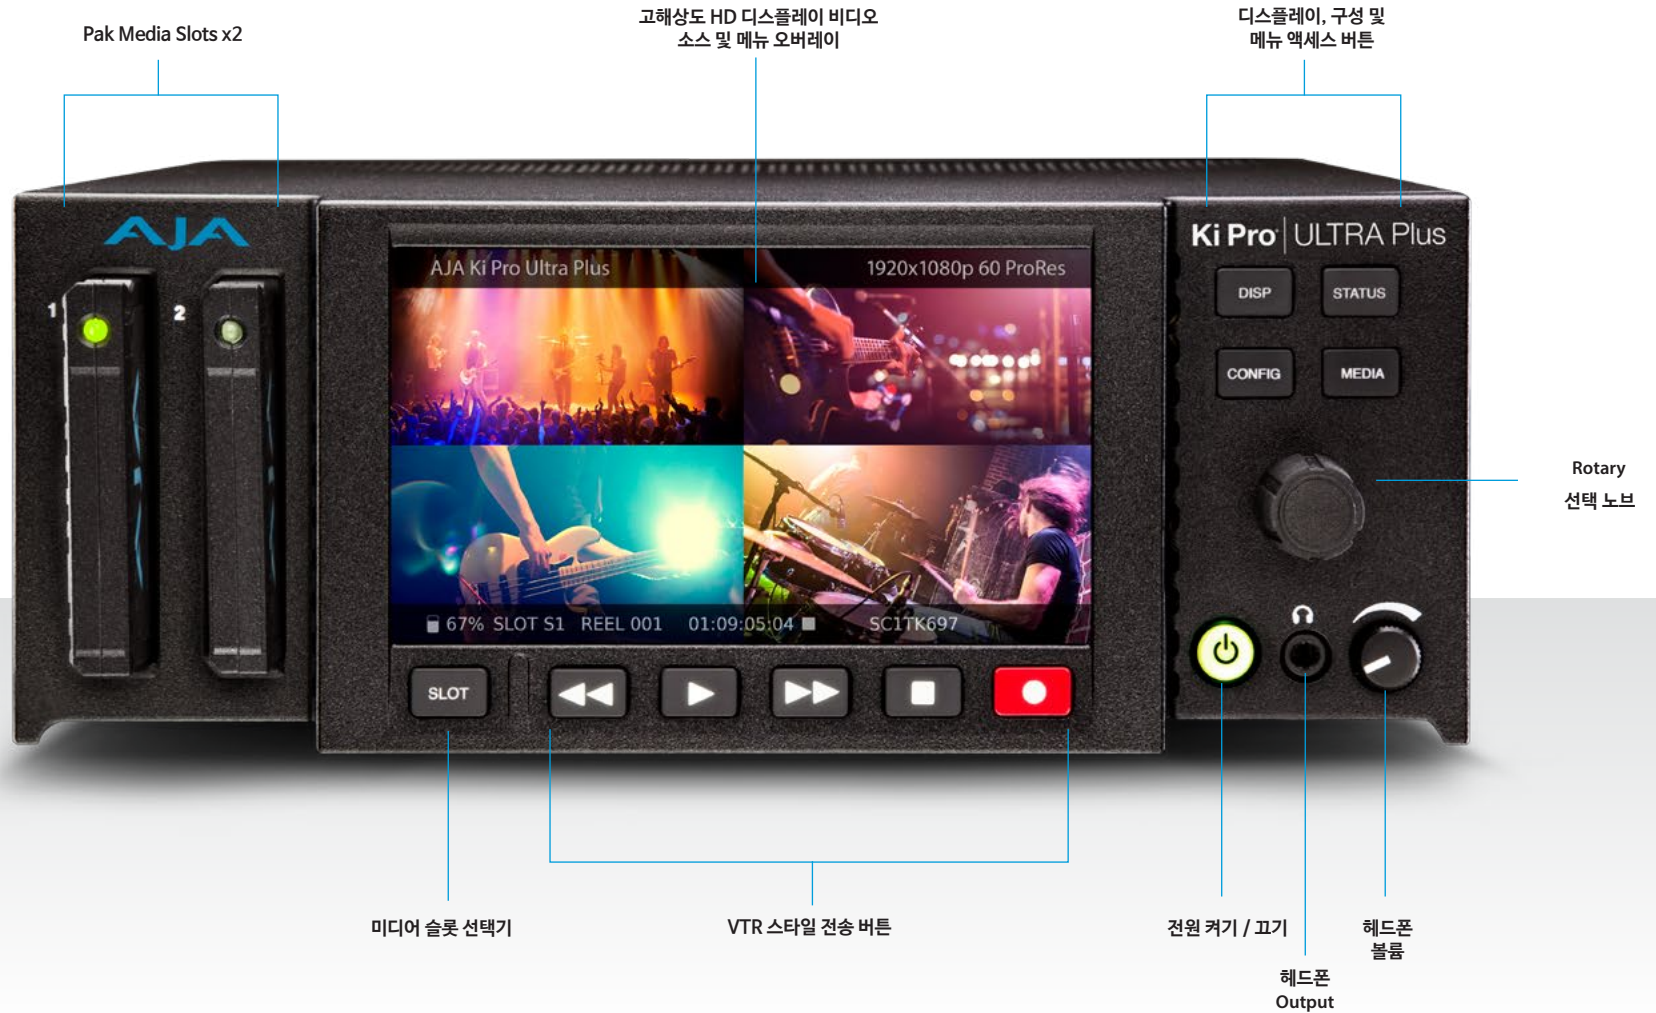 Pak Media Slots x2
고해상도 HD 디스플레이 비디오
소스 및 메뉴 오버레이
디스플레이, 구성 및
메뉴 액세스 버튼
AJA
Ki Pro ULTRA Plus
1
2
AJA Ki Pro Ultra Plus
1920x1080p 60 ProRes
DISP
STATUS
CONFIG
MEDIA
Rotary
선택 노브
67% SLOT S1 REEL 001 01:09:05:04 SC1TK697
SLOT
미디어 슬롯 선택기
VTR 스타일 전송 버튼
전원 켜기 / 끄기
헤드폰
볼륨
헤드폰
Output